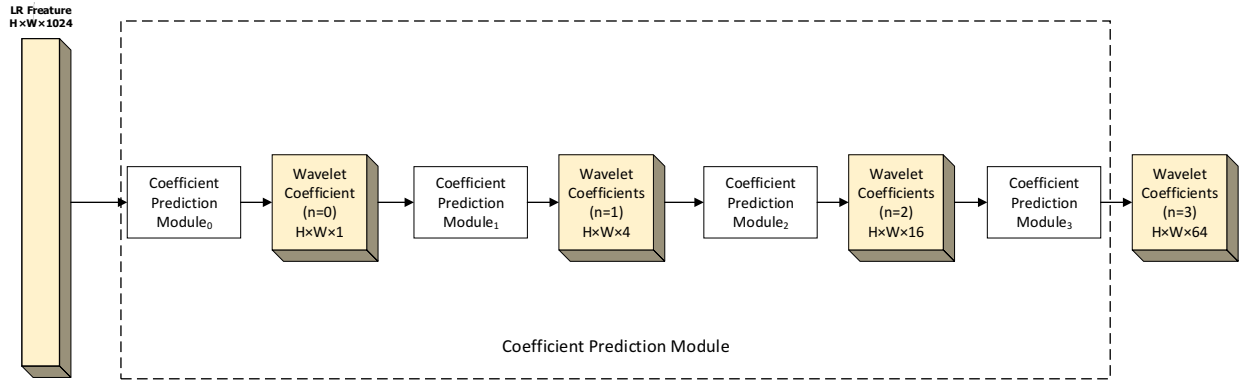 LR Freature
H×W×1024
Coefficient
Prediction
Module₀
Wavelet
Coefficient
(n=0)
H×W×1
Coefficient
Prediction
Module₁
Wavelet
Coefficients
(n=1)
H×W×4
Coefficient
Prediction
Module₂
Wavelet
Coefficients
(n=2)
H×W×16
Coefficient
Prediction
Module₃
Wavelet
Coefficients
(n=3)
H×W×64
Coefficient Prediction Module